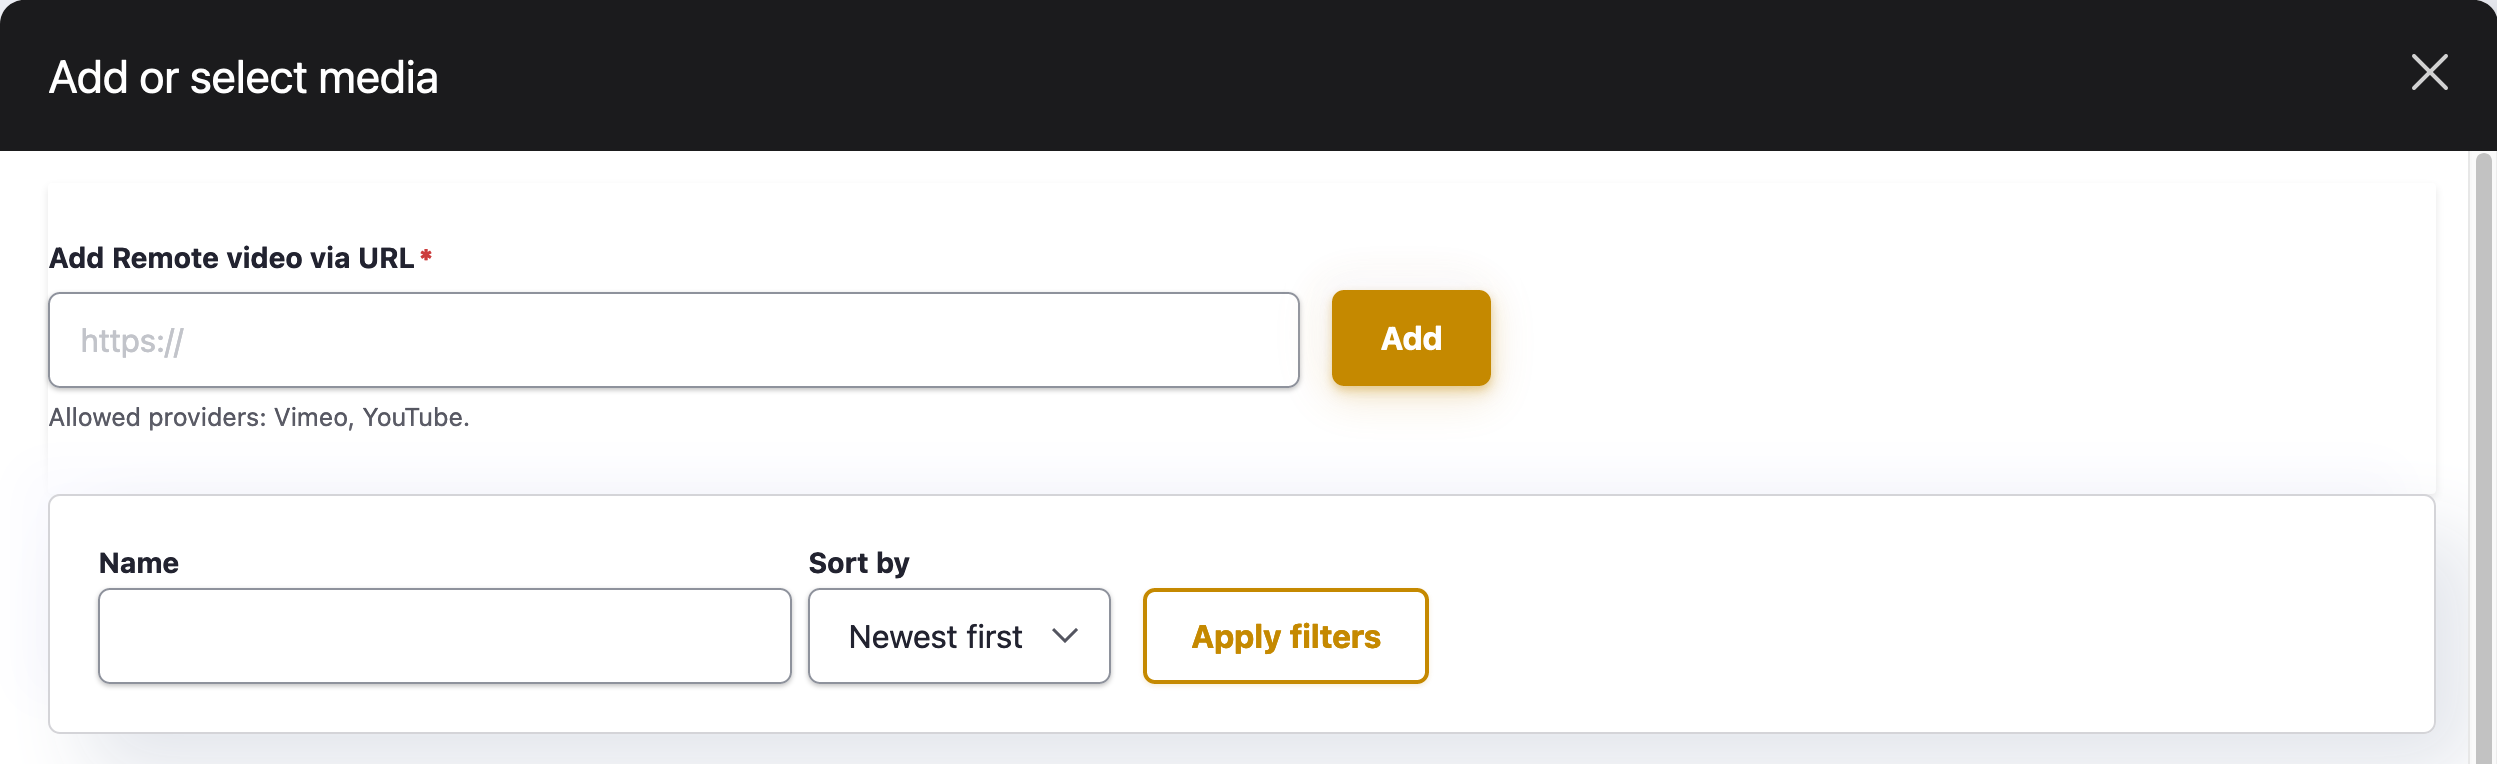 Add or select media
Add Remote video via URL *
https://
Add
Allowed providers: Vimeo, YouTube.
Name
Sort by
Newest first
Apply filters